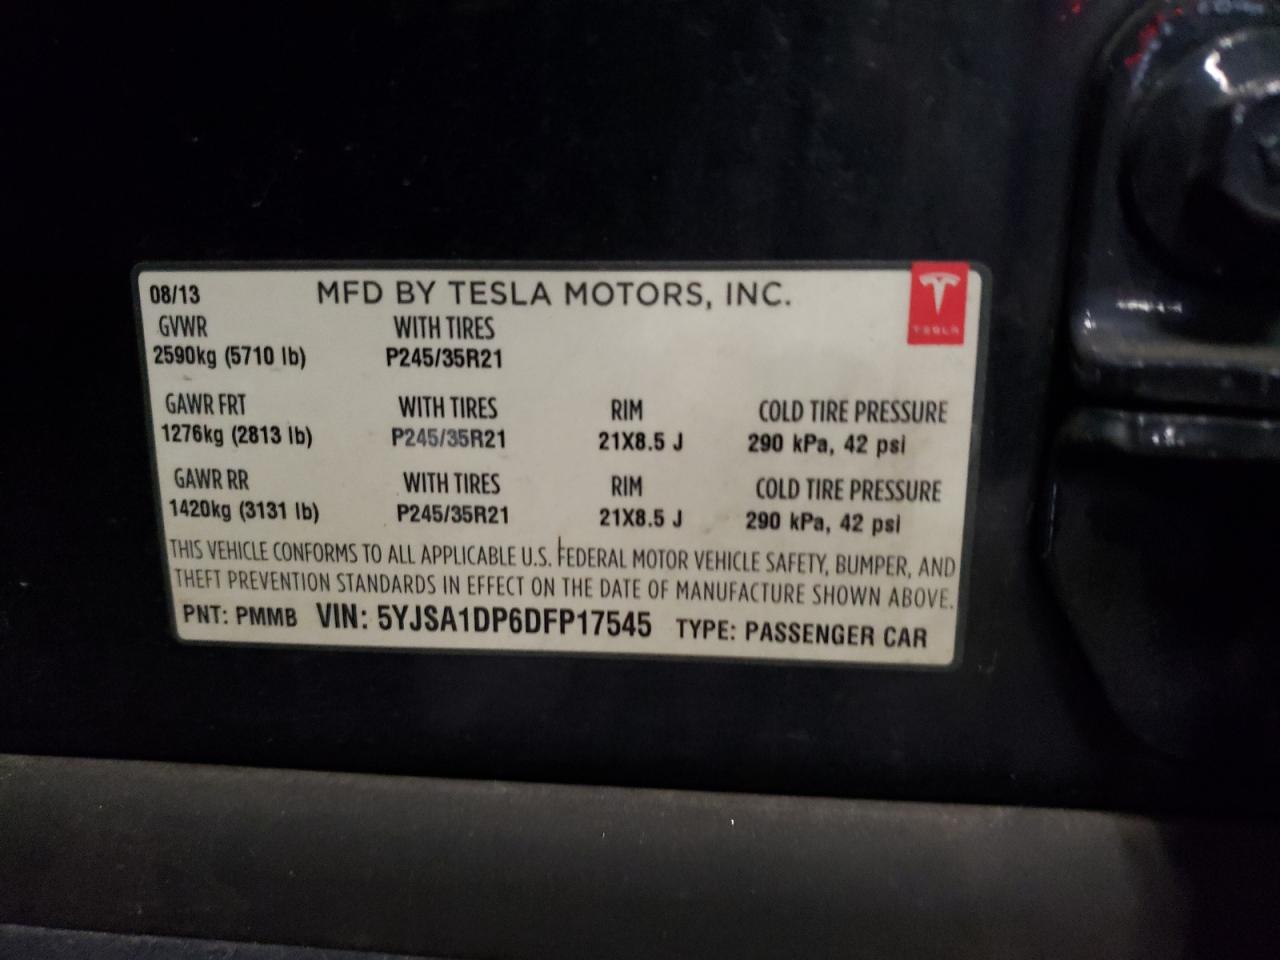 08/13 MFD BY TESLA MOTORS, INC.
TESLA
GVWR WITH TIRES
2590kg (5710 lb) P245/35R21
GAWR FRT WITH TIRES RIM COLD TIRE PRESSURE
1276kg (2813 lb) P245/35R21 21X8.5 J 290 kPa, 42 psi
GAWR RR WITH TIRES RIM COLD TIRE PRESSURE
1420kg (3131 lb) P245/35R21 21X8.5 J 290 kPa, 42 psi
THIS VEHICLE CONFORMS TO ALL APPLICABLE U.S. FEDERAL MOTOR VEHICLE SAFETY, BUMPER, AND
THEFT PREVENTION STANDARDS IN EFFECT ON THE DATE OF MANUFACTURE SHOWN ABOVE.
PNT: PMMB VIN: 5YJSA1DP6DFP17545 TYPE: PASSENGER CAR